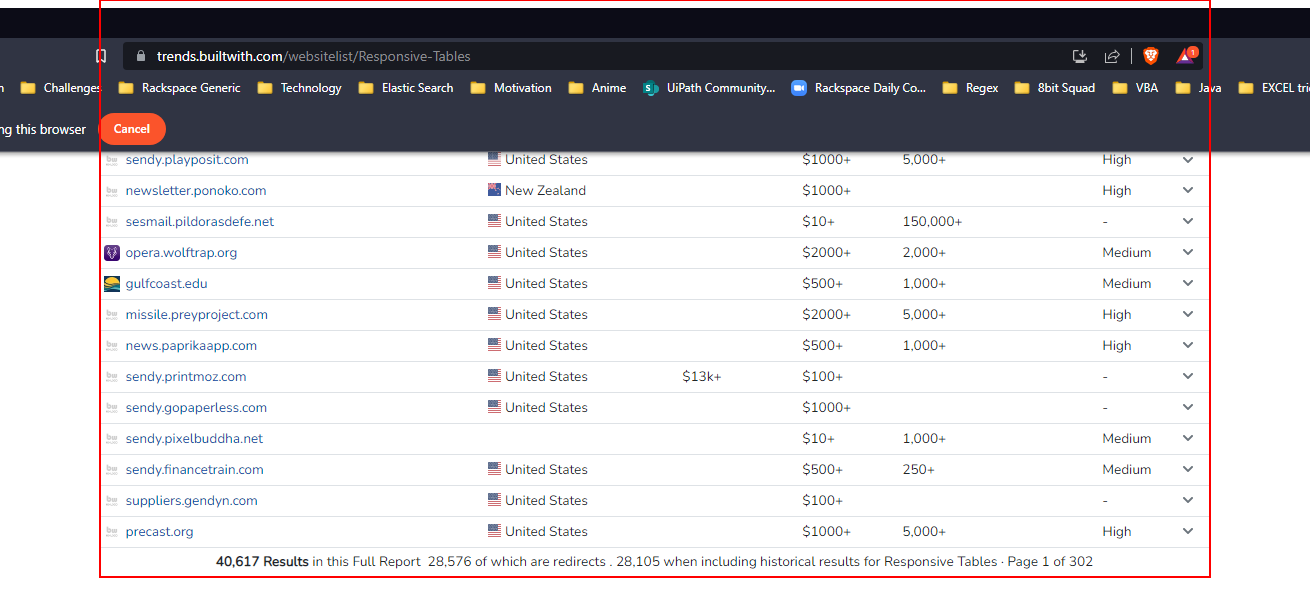 trends.builtwith.com/websitelist/Responsive-Tables 1
Challenges Rackspace Generic Technology Elastic Search Motivation Anime UiPath Community... Rackspace Daily Co... Regex 8bit Squad VBA Java EXCEL tri
ng this browser Cancel
sendy.playposit.com United States $1000+ 5,000+ High
newsletter.ponoko.com New Zealand $1000+ High
sesmail.pildorasdefe.net United States $10+ 150,000+ -
opera.wolftrap.org United States $2000+ 2,000+ Medium
gulfcoast.edu United States $500+ 1,000+ Medium
missile.preyproject.com United States $2000+ 5,000+ High
news.paprikaapp.com United States $500+ 1,000+ High
sendy.printmoz.com United States $13k+ $100+ -
sendy.gopaperless.com United States $1000+ -
sendy.pixelbuddha.net $10+ 1,000+ Medium
sendy.financetrain.com United States $500+ 250+ Medium
suppliers.gendyn.com United States $100+ -
precast.org United States $1000+ 5,000+ High
40,617 Results in this Full Report 28,576 of which are redirects . 28,105 when including historical results for Responsive Tables · Page 1 of 302